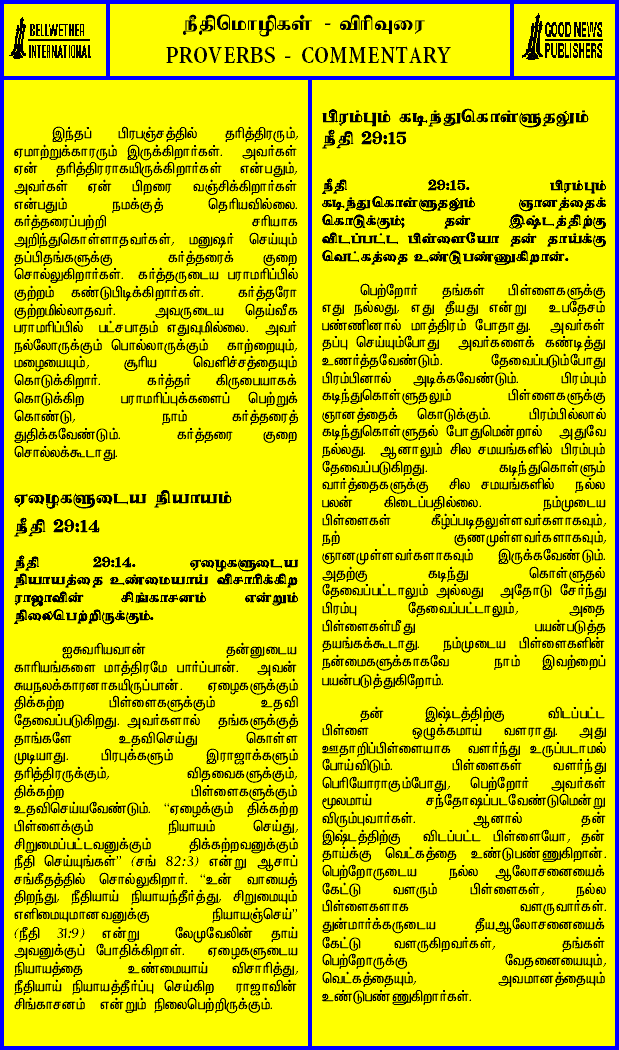 BELLWETHER
INTERNATIONAL
நீதிமொழிகள் - விரிவுரை
PROVERBS - COMMENTARY
GOOD NEWS
PUBLISHERS
இந்தப் பிரபஞ்சத்தில் தரித்திரரும்,
ஏமாற்றுக்காரரும் இருக்கிறார்கள். அவர்கள்
ஏன் தரித்திரராகயிருக்கிறார்கள் என்பதும்,
அவர்கள் ஏன் பிறரை வஞ்சிக்கிறார்கள்
என்பதும் நமக்குத் தெரியவில்லை.
கர்த்தரைப்பற்றி சரியாக
அறிந்துகொள்ளாதவர்கள், மனுஷர் செய்யும்
தப்பிதங்களுக்கு கர்த்தரைக் குறை
சொல்லுகிறார்கள். கர்த்தருடைய பராமரிப்பில்
குற்றம் கண்டுபிடிக்கிறார்கள். கர்த்தரோ
குற்றமில்லாதவர். அவருடைய தெய்வீக
பராமரிப்பில் பட்சபாதம் எதுவுமில்லை. அவர்
நல்லோருக்கும் பொல்லாருக்கும் காற்றையும்,
மழையையும், சூரிய வெளிச்சத்தையும்
கொடுக்கிறார். கர்த்தர் கிருபையாகக்
கொடுக்கிற பராமரிப்புக்களைப் பெற்றுக்
கொண்டு, நாம் கர்த்தரைத்
துதிக்கவேண்டும். கர்த்தரை குறை
சொல்லக்கூடாது.
ஏழைகளுடைய நியாயம்
நீதி 29:14
நீதி 29:14. ஏழைகளுடைய
நியாயத்தை உண்மையாய் விசாரிக்கிற
ராஜாவின் சிங்காசனம் என்றும்
நிலைபெற்றிருக்கும்.
ஐசுவரியவான் தன்னுடைய
காரியங்களை மாத்திரமே பார்ப்பான். அவன்
சுயநலக்காரனாகயிருப்பான். ஏழைகளுக்கும்
திக்கற்ற பிள்ளைகளுக்கும் உதவி
தேவைப்படுகிறது. அவர்களால் தங்களுக்குத்
தாங்களே உதவிசெய்து கொள்ள
முடியாது. பிரபுக்களும் இராஜாக்களும்
தரித்திரருக்கும், விதவைகளுக்கும்,
திக்கற்ற பிள்ளைகளுக்கும்
உதவிசெய்யவேண்டும். “ஏழைக்கும் திக்கற்ற
பிள்ளைக்கும் நியாயம் செய்து,
சிறுமைப்பட்டவனுக்கும் திக்கற்றவனுக்கும்
நீதி செய்யுங்கள்” (சங் 82:3) என்று ஆசாப்
சங்கீதத்தில் சொல்லுகிறார். “உன் வாயைத்
திறந்து, நீதியாய் நியாயந்தீர்த்து, சிறுமையும்
எளிமையுமானவனுக்கு நியாயஞ்செய்”
(நீதி 31:9) என்று லேமுவேலின் தாய்
அவனுக்குப் போதிக்கிறாள். ஏழைகளுடைய
நியாயத்தை உண்மையாய் விசாரித்து,
நீதியாய் நியாயத்தீர்ப்பு செய்கிற ராஜாவின்
சிங்காசனம் என்றும் நிலைபெற்றிருக்கும்.
பிரம்பும் கடிந்துகொள்ளுதலும்
நீதி 29:15
நீதி 29:15. பிரம்பும்
கடிந்துகொள்ளுதலும் ஞானத்தைக்
கொடுக்கும்; தன் இஷ்டத்திற்கு
விடப்பட்ட பிள்ளையோ தன் தாய்க்கு
வெட்கத்தை உண்டுபண்ணுகிறான்.
பெற்றோர் தங்கள் பிள்ளைகளுக்கு
எது நல்லது, எது தீயது என்று உபதேசம்
பண்ணினால் மாத்திரம் போதாது. அவர்கள்
தப்பு செய்யும்போது அவர்களைக் கண்டித்து
உணர்த்தவேண்டும். தேவைப்படும்போது
பிரம்பினால் அடிக்கவேண்டும். பிரம்பும்
கடிந்துகொள்ளுதலும் பிள்ளைகளுக்கு
ஞானத்தைக் கொடுக்கும். பிரம்பில்லால்
கடிந்துகொள்ளுதல் போதுமென்றால் அதுவே
நல்லது. ஆனாலும் சில சமயங்களில் பிரம்பும்
தேவைப்படுகிறது. கடிந்துகொள்ளும்
வார்த்தைகளுக்கு சில சமயங்களில் நல்ல
பலன் கிடைப்பதில்லை. நம்முடைய
பிள்ளைகள் கீழ்ப்படிதலுள்ளவர்களாகவும்,
நற் குணமுள்ளவர்களாகவும்,
ஞானமுள்ளவர்களாகவும் இருக்கவேண்டும்.
அதற்கு கடிந்து கொள்ளுதல்
தேவைப்பட்டாலும் அல்லது அதோடு சேர்ந்து
பிரம்பு தேவைப்பட்டாலும், அதை
பிள்ளைகள்மீது பயன்படுத்த
தயங்கக்கூடாது. நம்முடைய பிள்ளைகளின்
நன்மைகளுக்காகவே நாம் இவற்றைப்
பயன்படுத்துகிறோம்.
தன் இஷ்டத்திற்கு விடப்பட்ட
பிள்ளை ஒழுக்கமாய் வளராது. அது
ஊதாறிப்பிள்ளையாக வளர்ந்து உருப்படாமல்
போய்விடும். பிள்ளைகள் வளர்ந்து
பெரியோராகும்போது, பெற்றோர் அவர்கள்
மூலமாய் சந்தோஷப்படவேண்டுமென்று
விரும்புவார்கள். ஆனால் தன்
இஷ்டத்திற்கு விடப்பட்ட பிள்ளையோ, தன்
தாய்க்கு வெட்கத்தை உண்டுபண்ணுகிறான்.
பெற்றோருடைய நல்ல ஆலோசனையைக்
கேட்டு வளரும் பிள்ளைகள், நல்ல
பிள்ளைகளாக வளருவார்கள்.
துன்மார்க்கருடைய தீயஆலோசனையைக்
கேட்டு வளருகிறவர்கள், தங்கள்
பெற்றோருக்கு வேதனையையும்,
வெட்கத்தையும், அவமானத்தையும்
உண்டுபண்ணுகிறார்கள்.